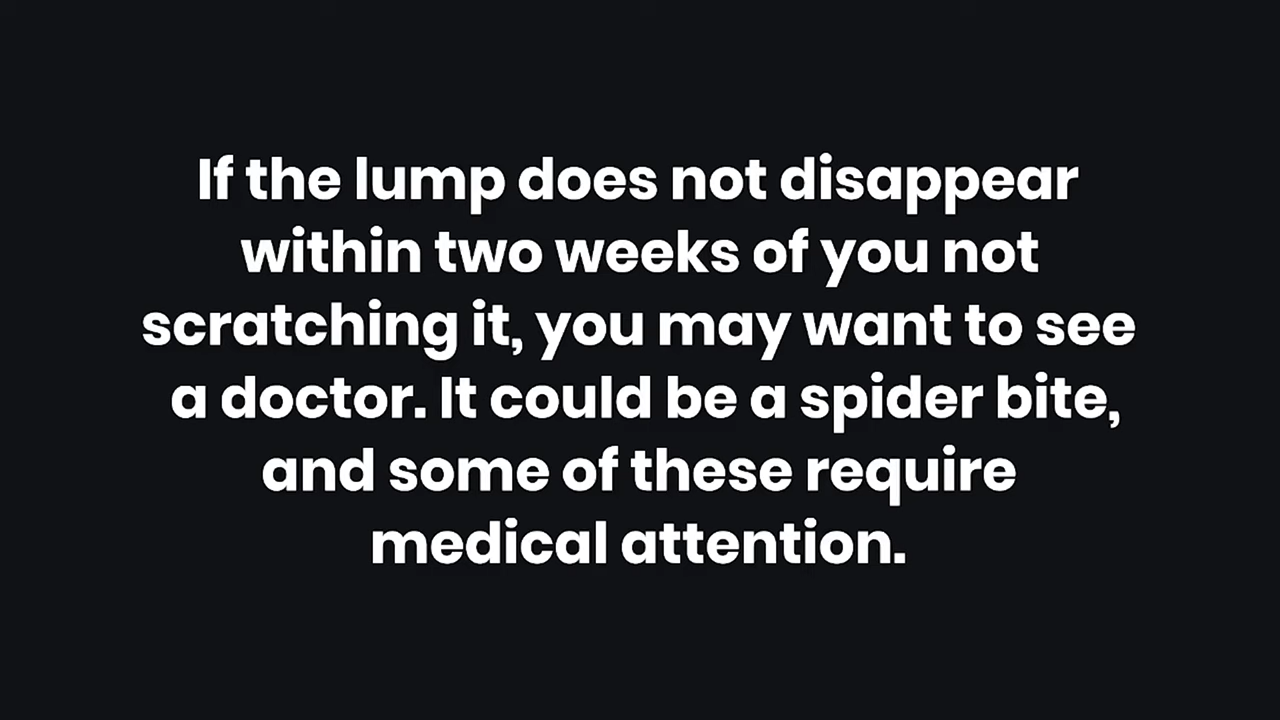 If the lump does not disappear
within two weeks of you not
scratching it, you may want to see
a doctor. It could be a spider bite,
and some of these require
medical attention.